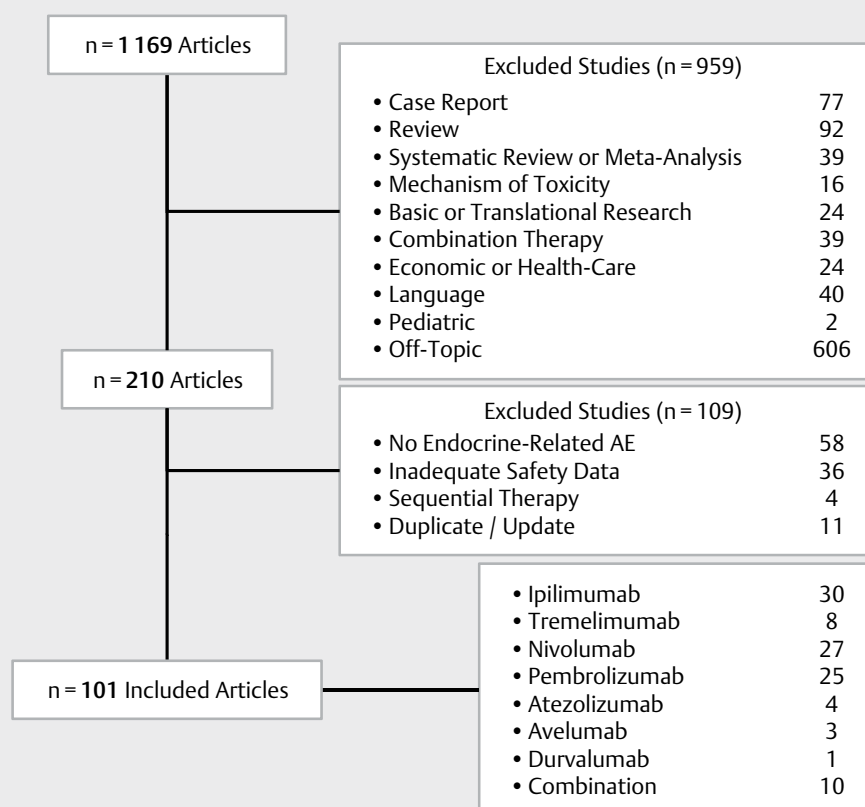 n = 1 169 Articles
Excluded Studies (n = 959)
• Case Report 77
• Review 92
• Systematic Review or Meta-Analysis 39
• Mechanism of Toxicity 16
• Basic or Translational Research 24
• Combination Therapy 39
• Economic or Health-Care 24
• Language 40
• Pediatric 2
• Off-Topic 606
n = 210 Articles
Excluded Studies (n = 109)
• No Endocrine-Related AE 58
• Inadequate Safety Data 36
• Sequential Therapy 4
• Duplicate / Update 11
n = 101 Included Articles
• Ipilimumab 30
• Tremelimumab 8
• Nivolumab 27
• Pembrolizumab 25
• Atezolizumab 4
• Avelumab 3
• Durvalumab 1
• Combination 10